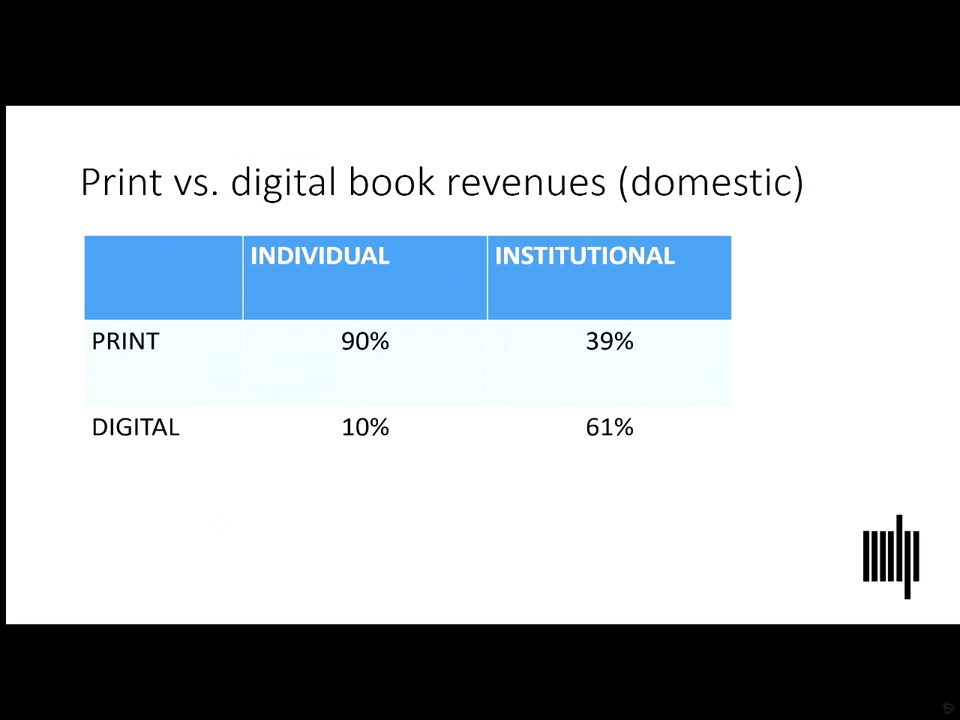 Print vs. digital book revenues (domestic)
INDIVIDUAL INSTITUTIONAL
PRINT 90% 39%
DIGITAL 10% 61%